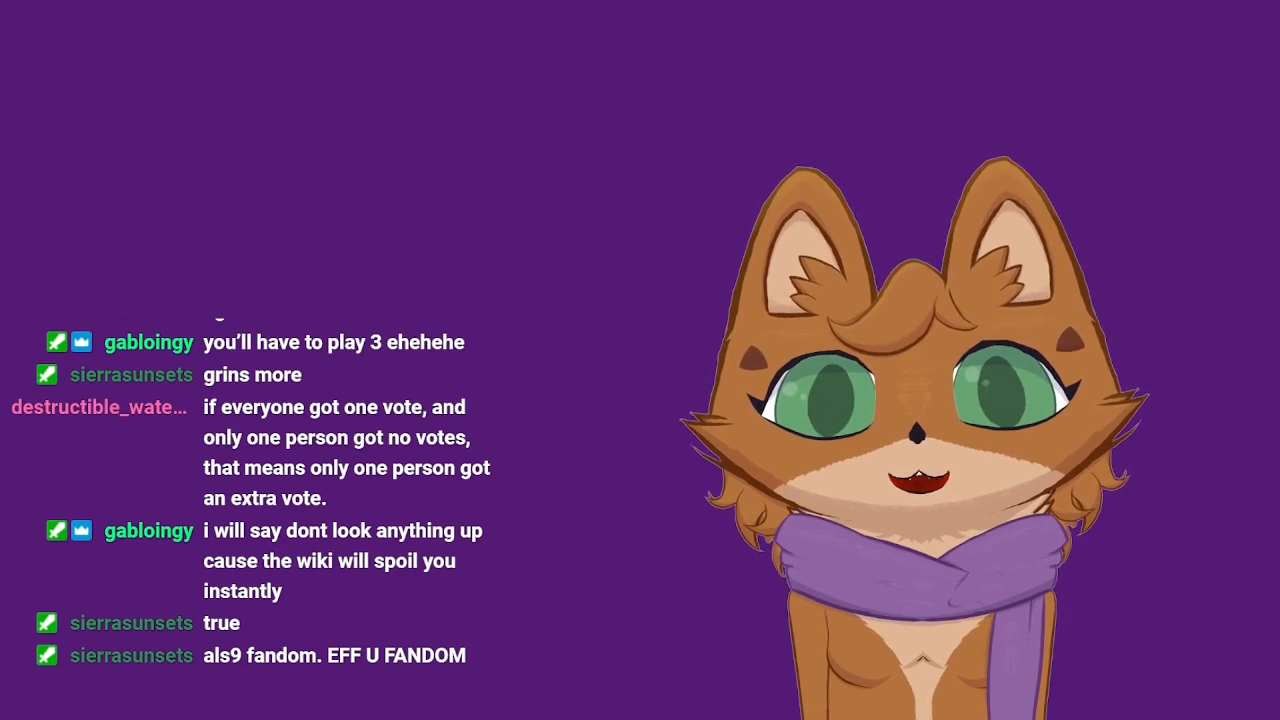 gabloingy you’ll have to play 3 ehehehe
sierrasunsets grins more
destructible_wate... if everyone got one vote, and
only one person got no votes,
that means only one person got
an extra vote.
gabloingy i will say dont look anything up
cause the wiki will spoil you
instantly
sierrasunsets true
sierrasunsets als9 fandom. EFF U FANDOM